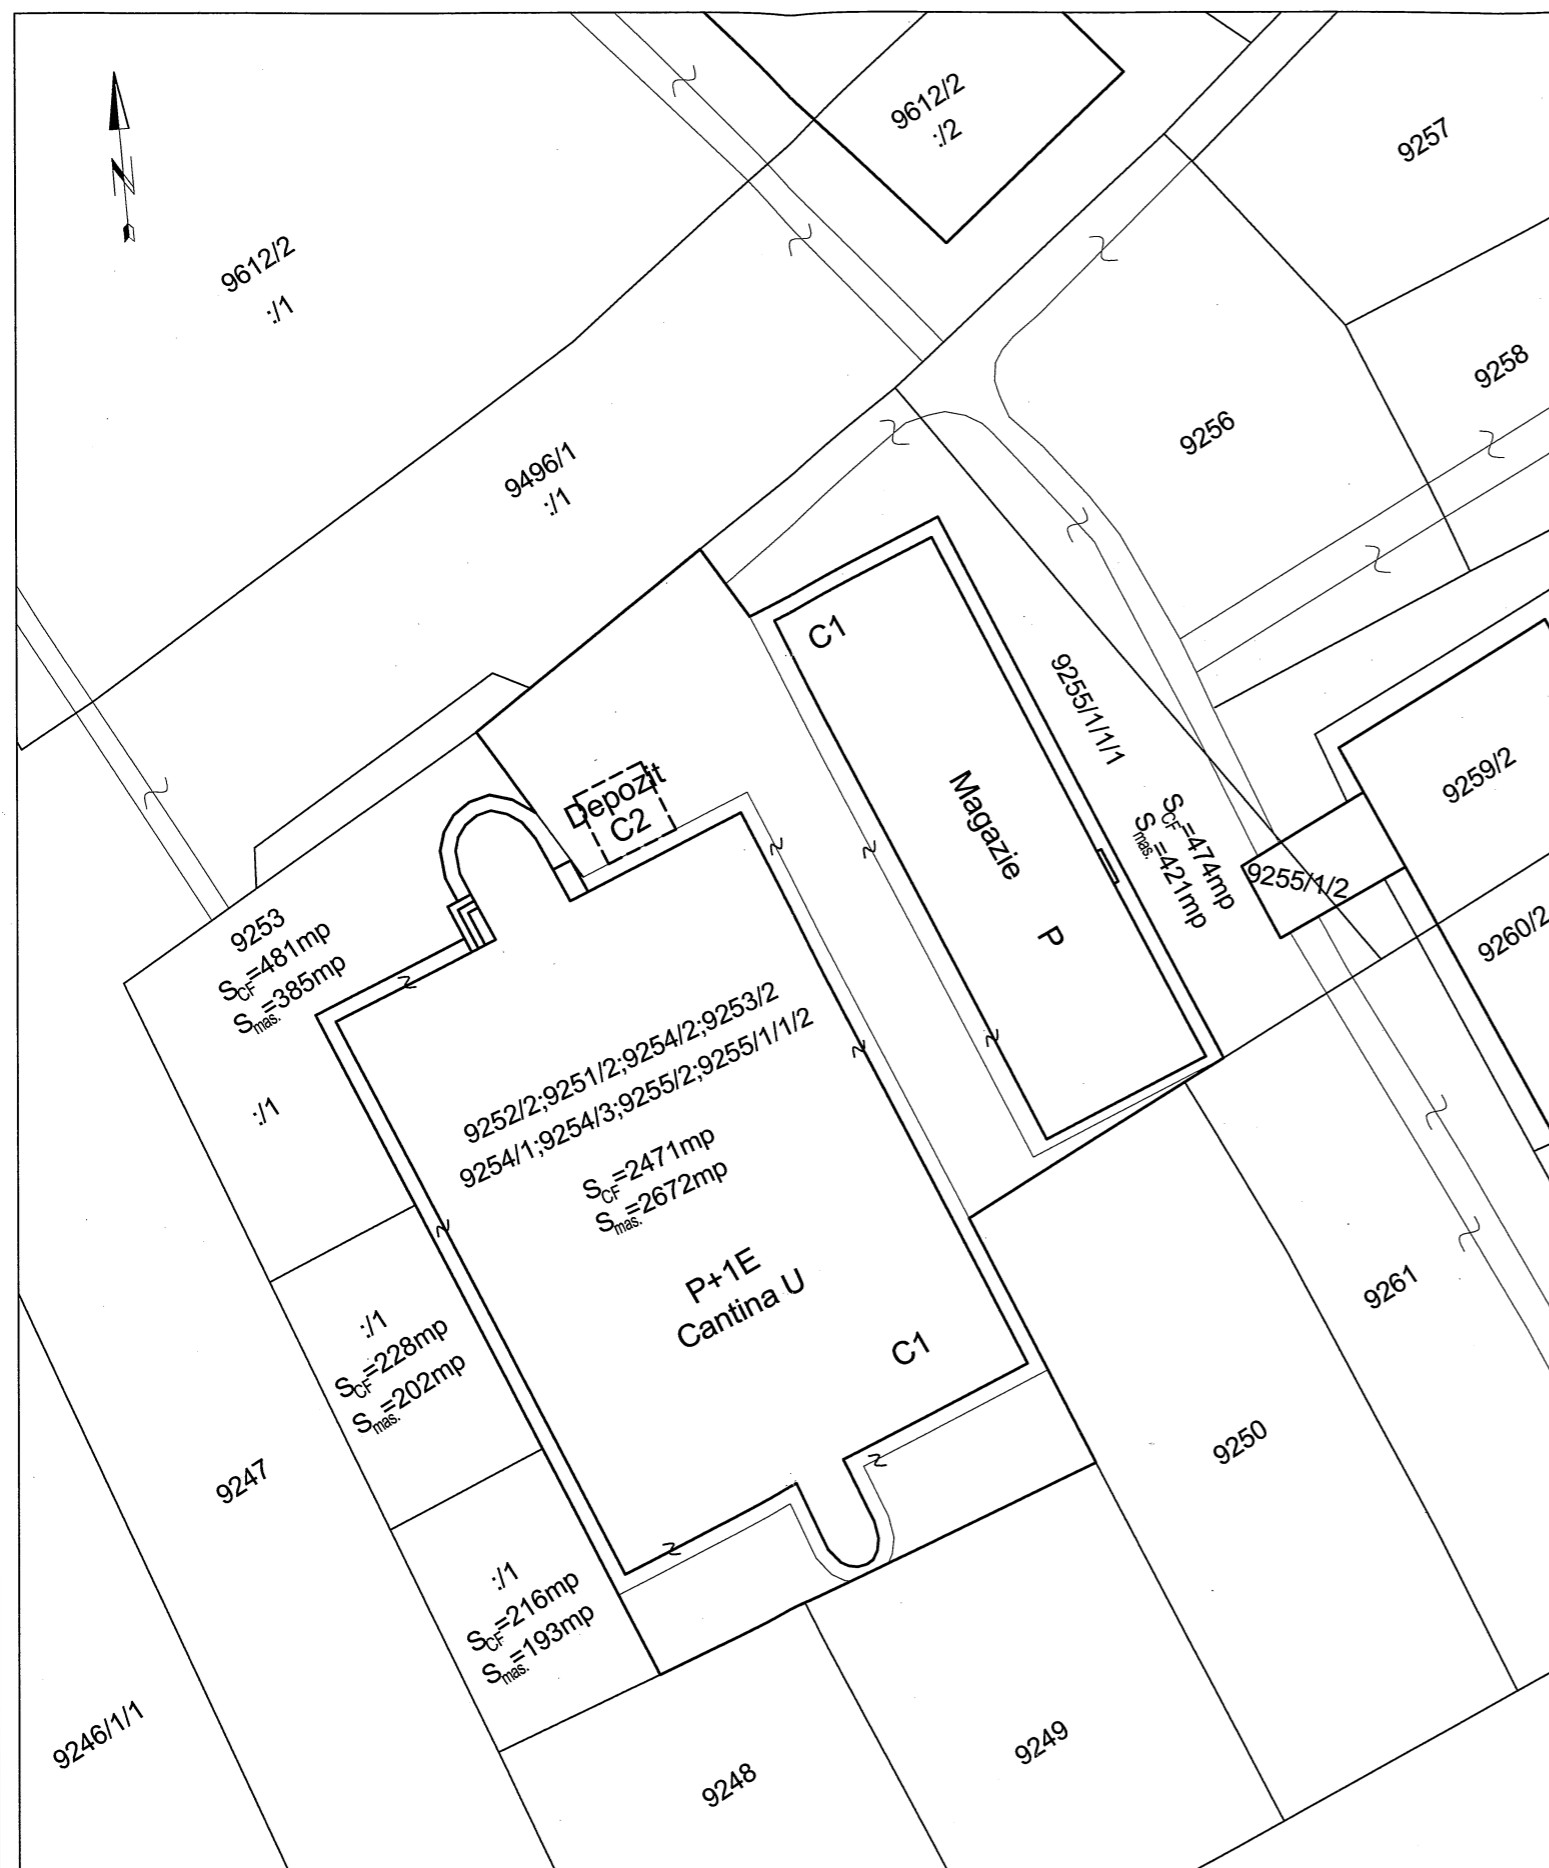 9612/2
:/2
9257
N
9612/2
:/1
9258
9256
9496/1
:/1
C1
9255/1/1/1
Magazie
P
Depozit
C2
9259/2
SCF=474mp
Smas.=421mp
9255/1/2
9260/2
9253
SCF=481mp
Smas.=385mp
:/1
9252/2;9251/2;9254/2;9253/2
9254/1;9254/3;9255/2;9255/1/1/2
SCF=2471mp
Smas.=2672mp
P+1E
Cantina U
C1
9261
:/1
SCF=228mp
Smas.=202mp
9250
9247
:/1
SCF=216mp
Smas.=193mp
9246/1/1
9249
9248